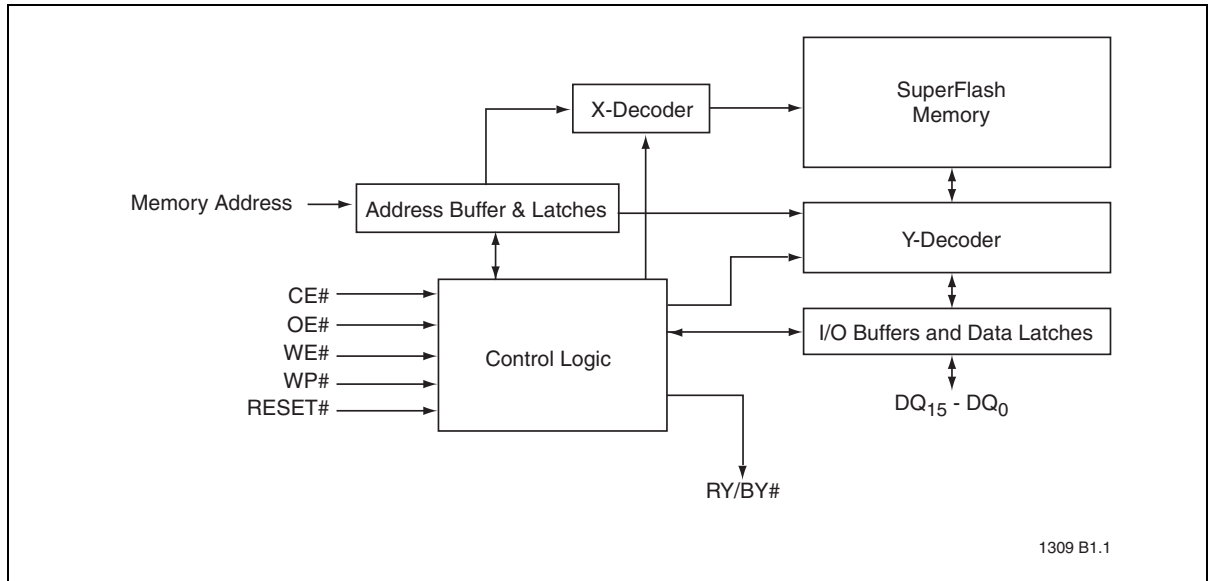 SuperFlash
Memory
X-Decoder
Memory Address
Address Buffer & Latches
Y-Decoder
CE#
OE#
WE#
WP#
RESET#
Control Logic
I/O Buffers and Data Latches
DQ15 - DQ0
RY/BY#
1309 B1.1